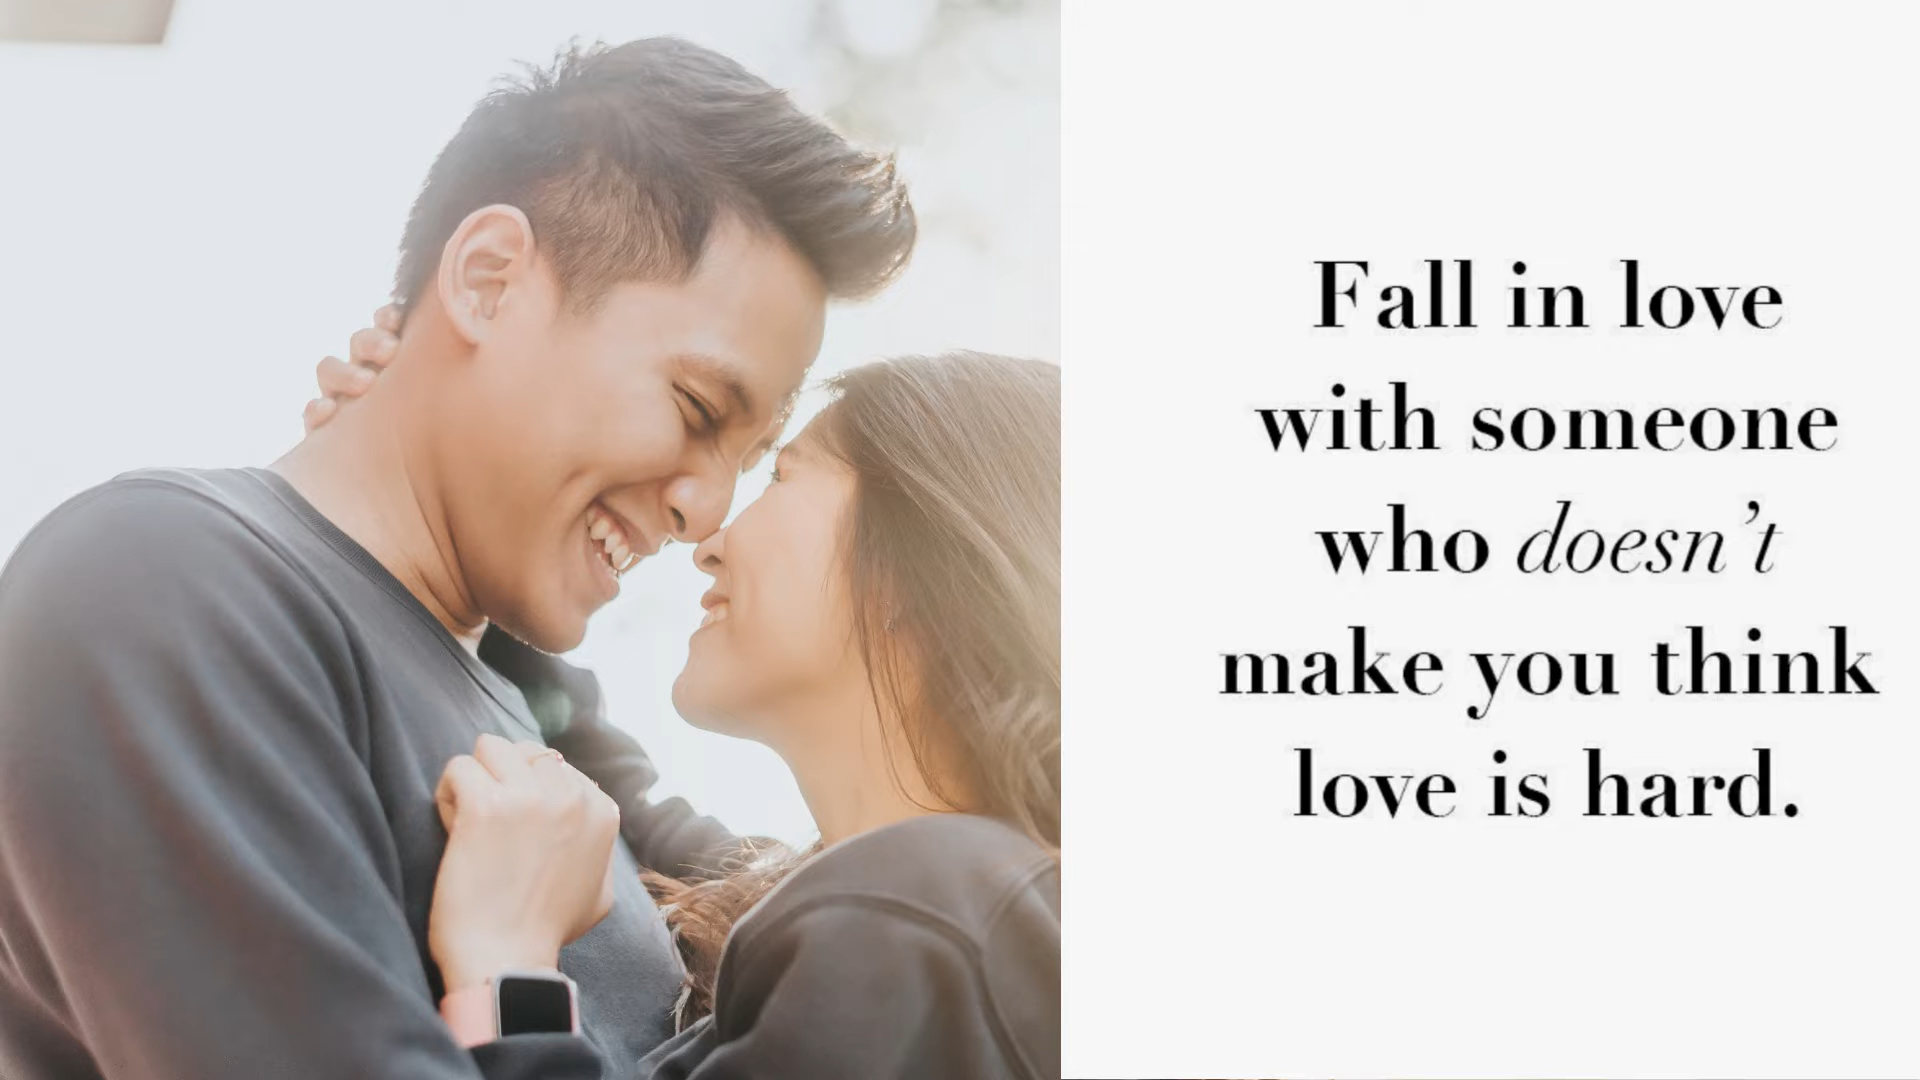 Fall in love
with someone
who doesn’t
make you think
love is hard.